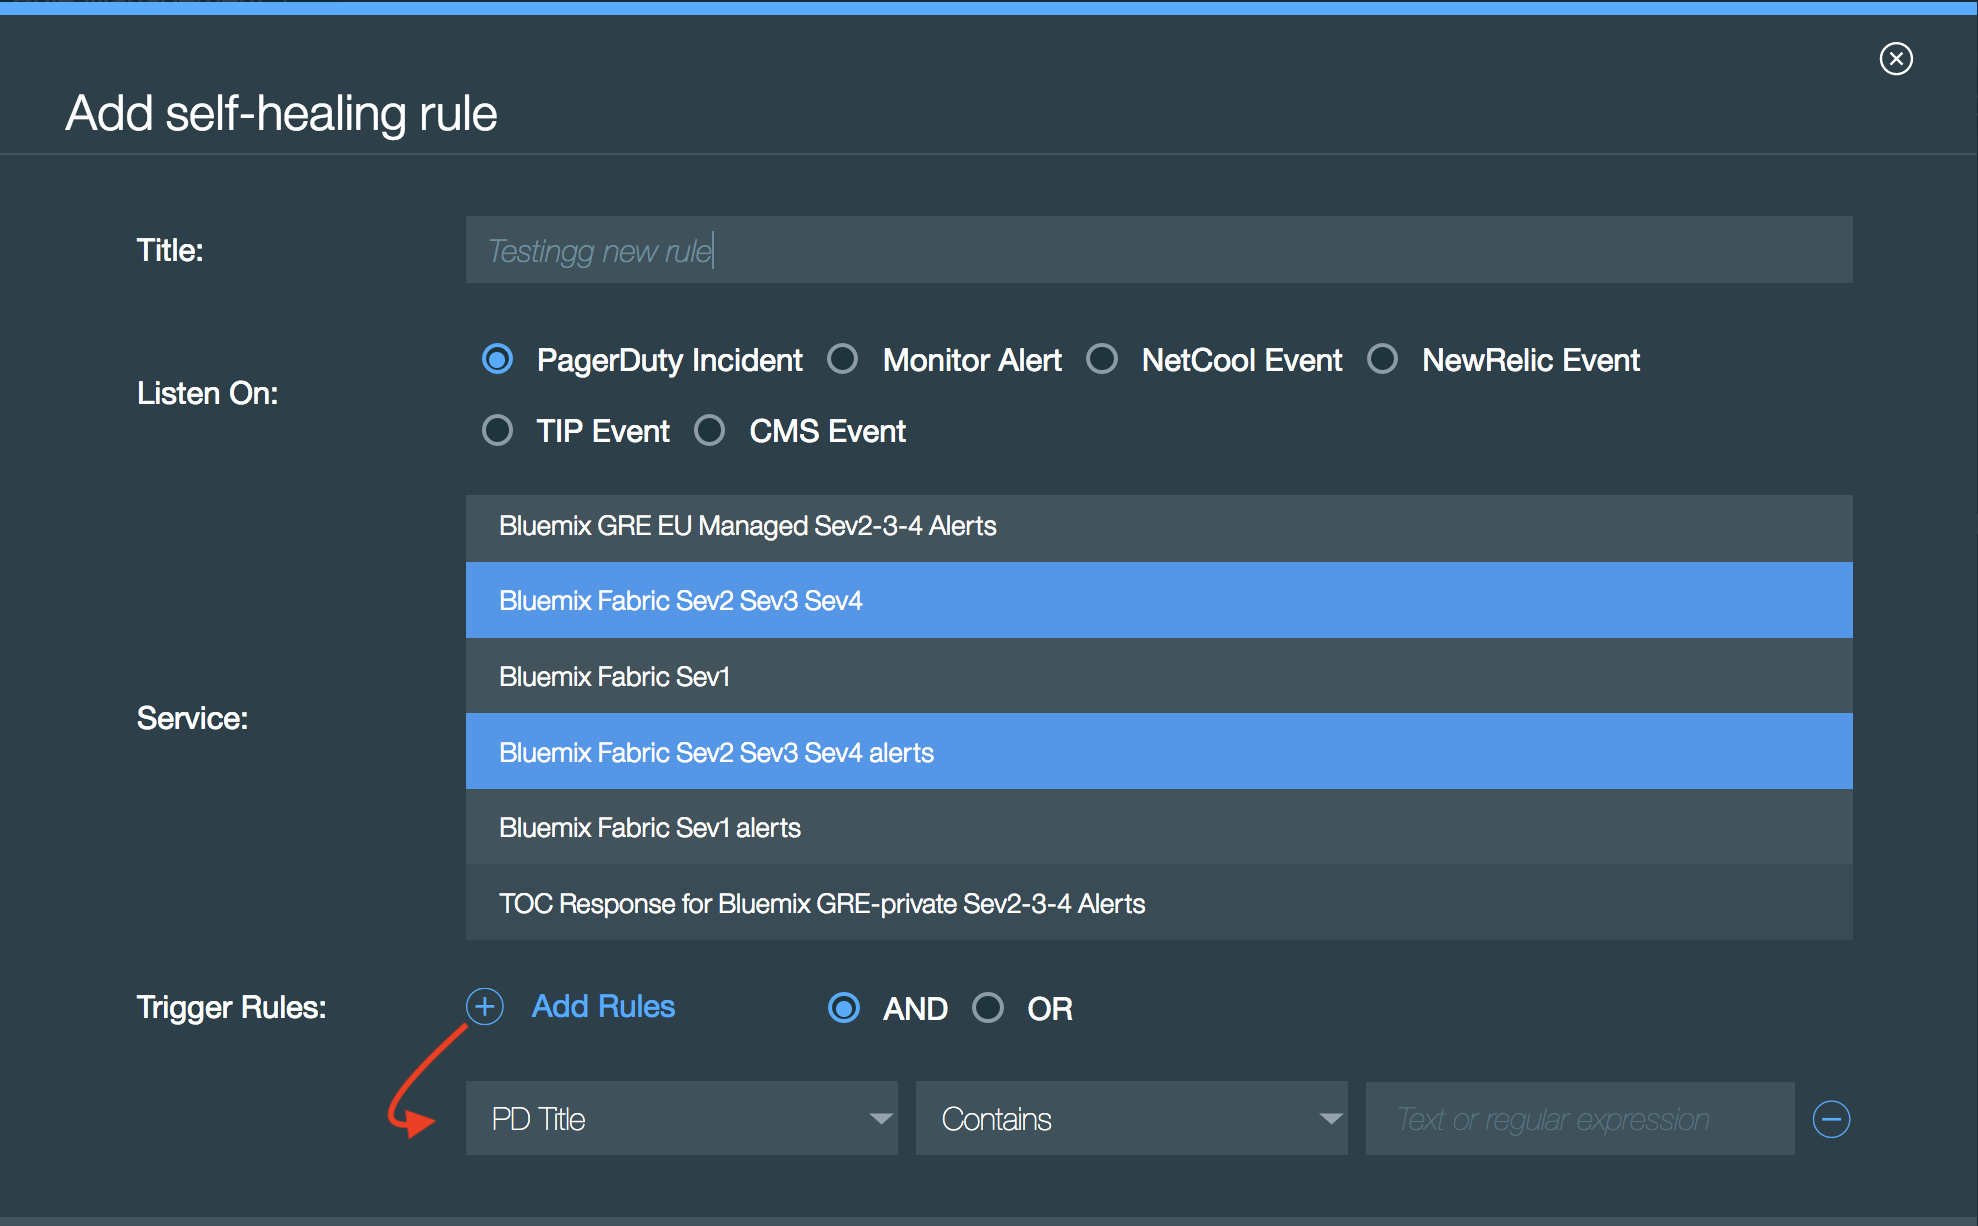 Add self-healing rule
Title:
Testingg new rule
Listen On:
PagerDuty Incident
Monitor Alert
NetCool Event
NewRelic Event
TIP Event
CMS Event
Service:
Bluemix GRE EU Managed Sev2-3-4 Alerts
Bluemix Fabric Sev2 Sev3 Sev4
Bluemix Fabric Sev1
Bluemix Fabric Sev2 Sev3 Sev4 alerts
Bluemix Fabric Sev1 alerts
TOC Response for Bluemix GRE-private Sev2-3-4 Alerts
Trigger Rules:
Add Rules
AND
OR
PD Title
Contains
Text or regular expression